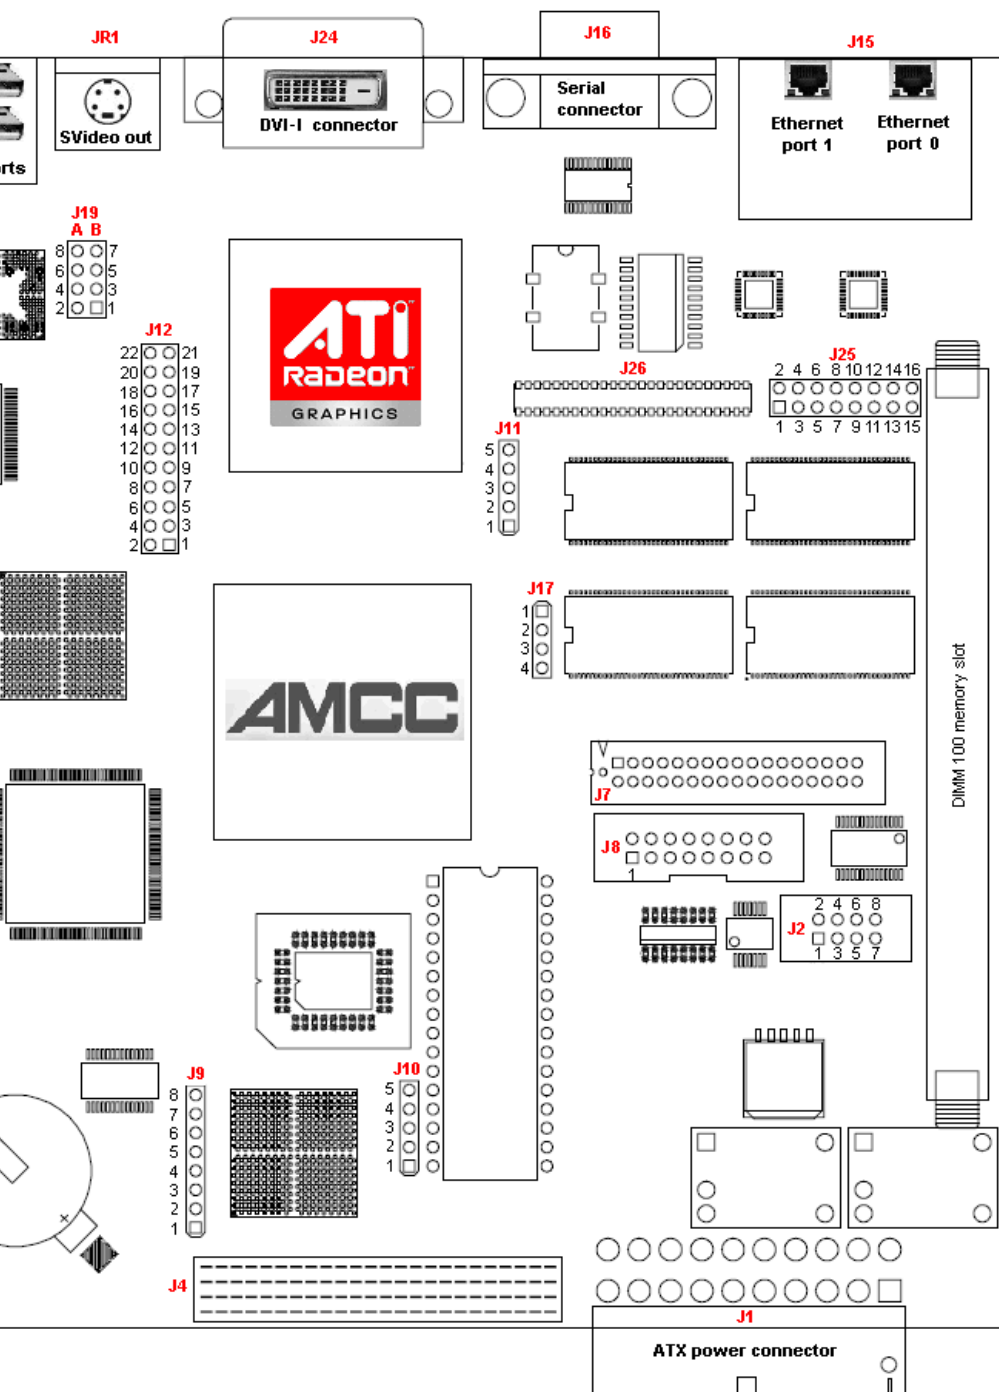 JR1
J24
J16
J15
SVideo out
DVI-I connector
Serial
connector
Ethernet
port 1
Ethernet
port 0
rts
J19
A B
8 7
6 5
4 3
2 1
J12
22 21
20 19
18 17
16 15
14 13
12 11
10 9
8 7
6 5
4 3
2 1
ATI
RADEON
GRAPHICS
J26
J25
2 4 6 8 10 12 14 16
1 3 5 7 9 11 13 15
J11
5
4
3
2
1
J17
1
2
3
4
AMCC
DIMM 100 memory slot
J7
J8
1
J2
2 4 6 8
1 3 5 7
J9
8
7
6
5
4
3
2
1
J10
5
4
3
2
1
J4
J1
ATX power connector